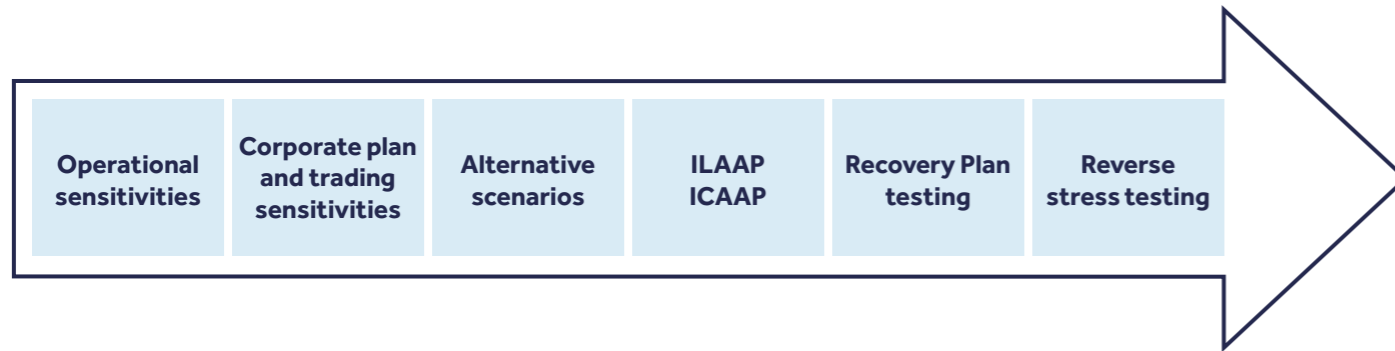 Operational
sensitivities
Corporate plan
and trading
sensitivities
Alternative
scenarios
ILAAP
ICAAP
Recovery Plan
testing
Reverse
stress testing